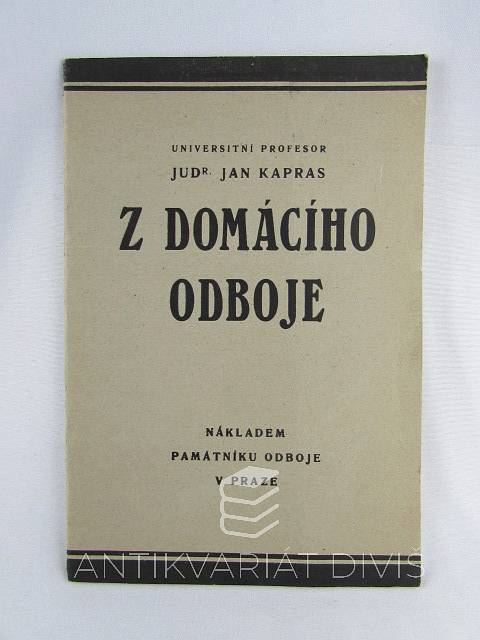 UNIVERSITNÍ PROFESOR
JUDR. JAN KAPRAS
Z DOMÁCÍHO
ODBOJE
NÁKLADEM
PAMÁTNÍKU ODBOJE
V PRAZE
ANTIKVARIÁT DIVIŠ